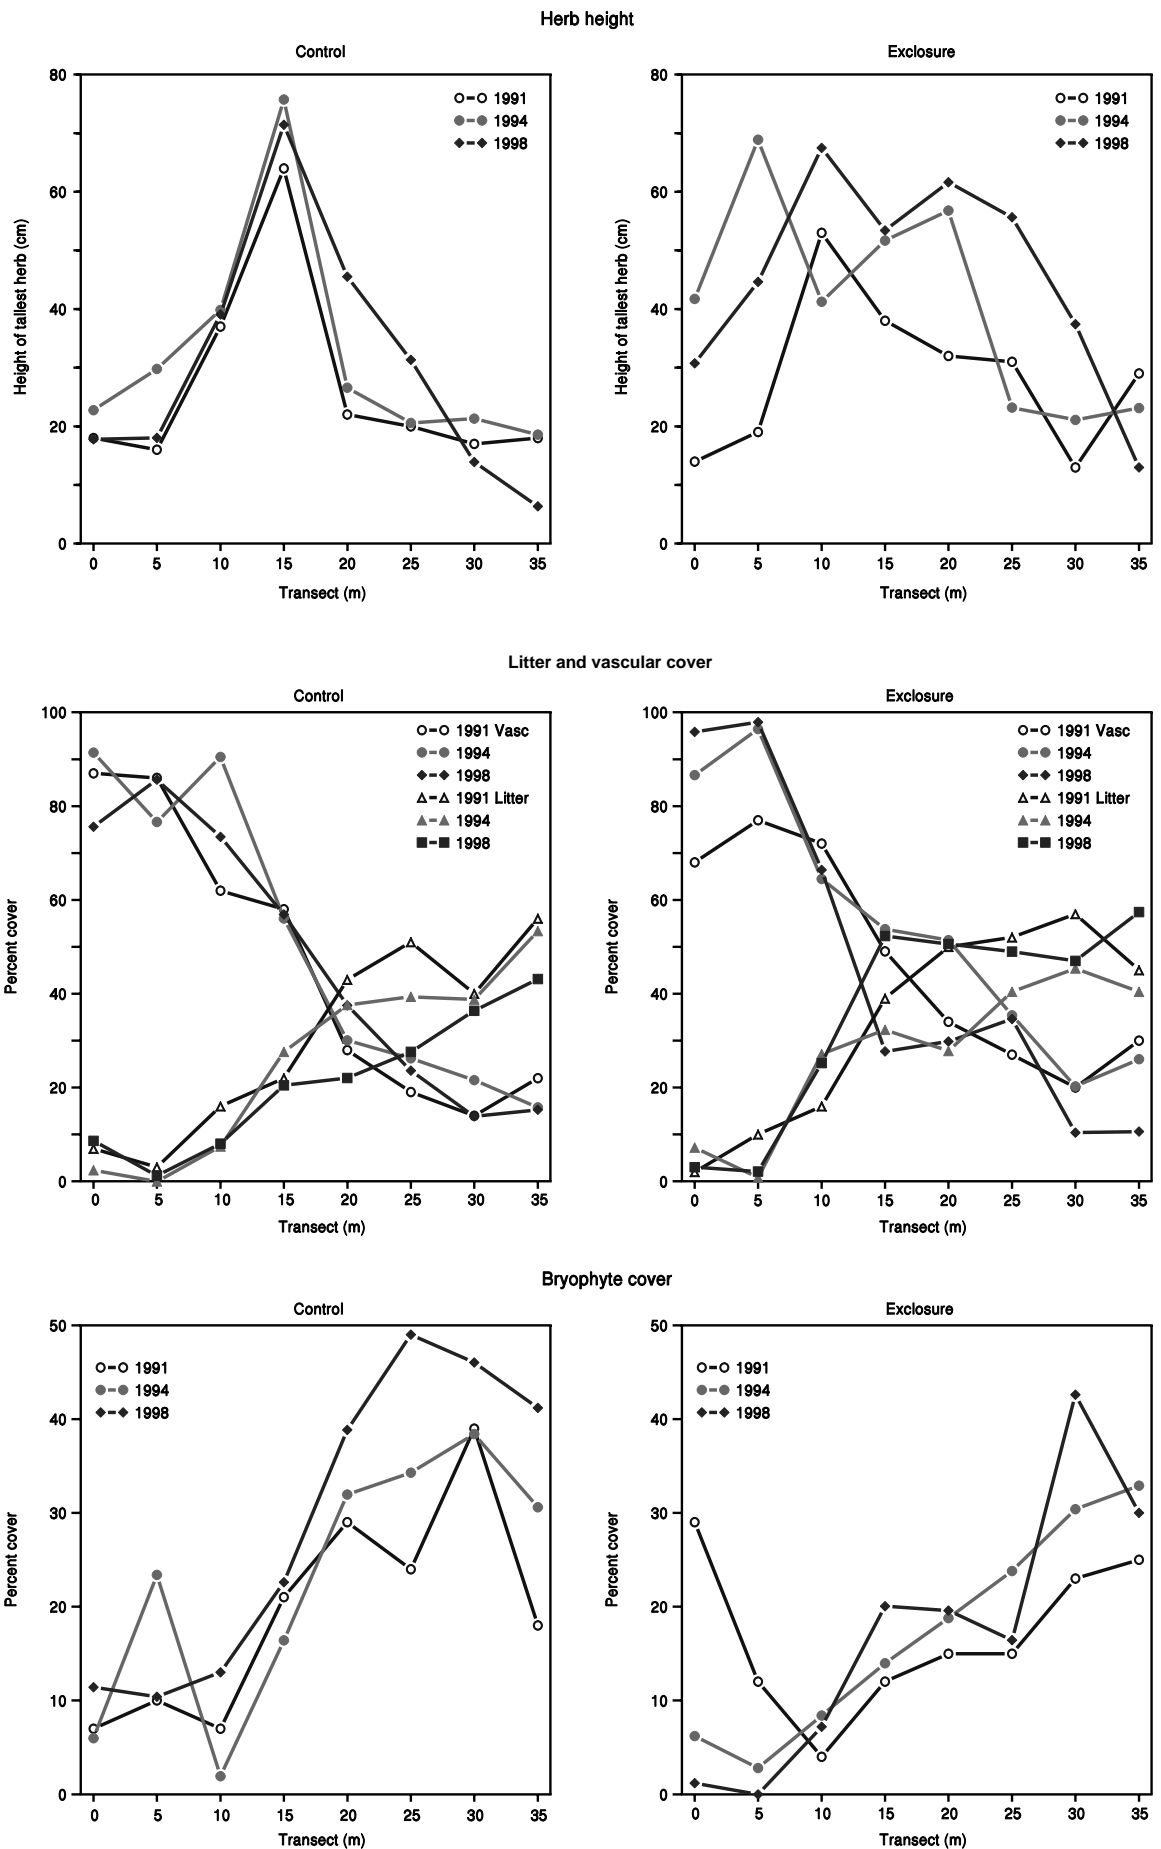 Herb height
Control
Exclosure
80
60
40
20
0
Height of tallest herb (cm)
1991
1994
1998
0 5 10 15 20 25 30 35
Transect (m)
80
60
40
20
0
Height of tallest herb (cm)
1991
1994
1998
0 5 10 15 20 25 30 35
Transect (m)
Litter and vascular cover
Control
Exclosure
100
80
60
40
20
0
Percent cover
1991 Vasc
1994
1998
1991 Litter
1994
1998
0 5 10 15 20 25 30 35
Transect (m)
100
80
60
40
20
0
Percent cover
1991 Vasc
1994
1998
1991 Litter
1994
1998
0 5 10 15 20 25 30 35
Transect (m)
Bryophyte cover
Control
Exclosure
50
40
30
20
10
0
Percent cover
1991
1994
1998
0 5 10 15 20 25 30 35
Transect (m)
50
40
30
20
10
0
Percent cover
1991
1994
1998
0 5 10 15 20 25 30 35
Transect (m)